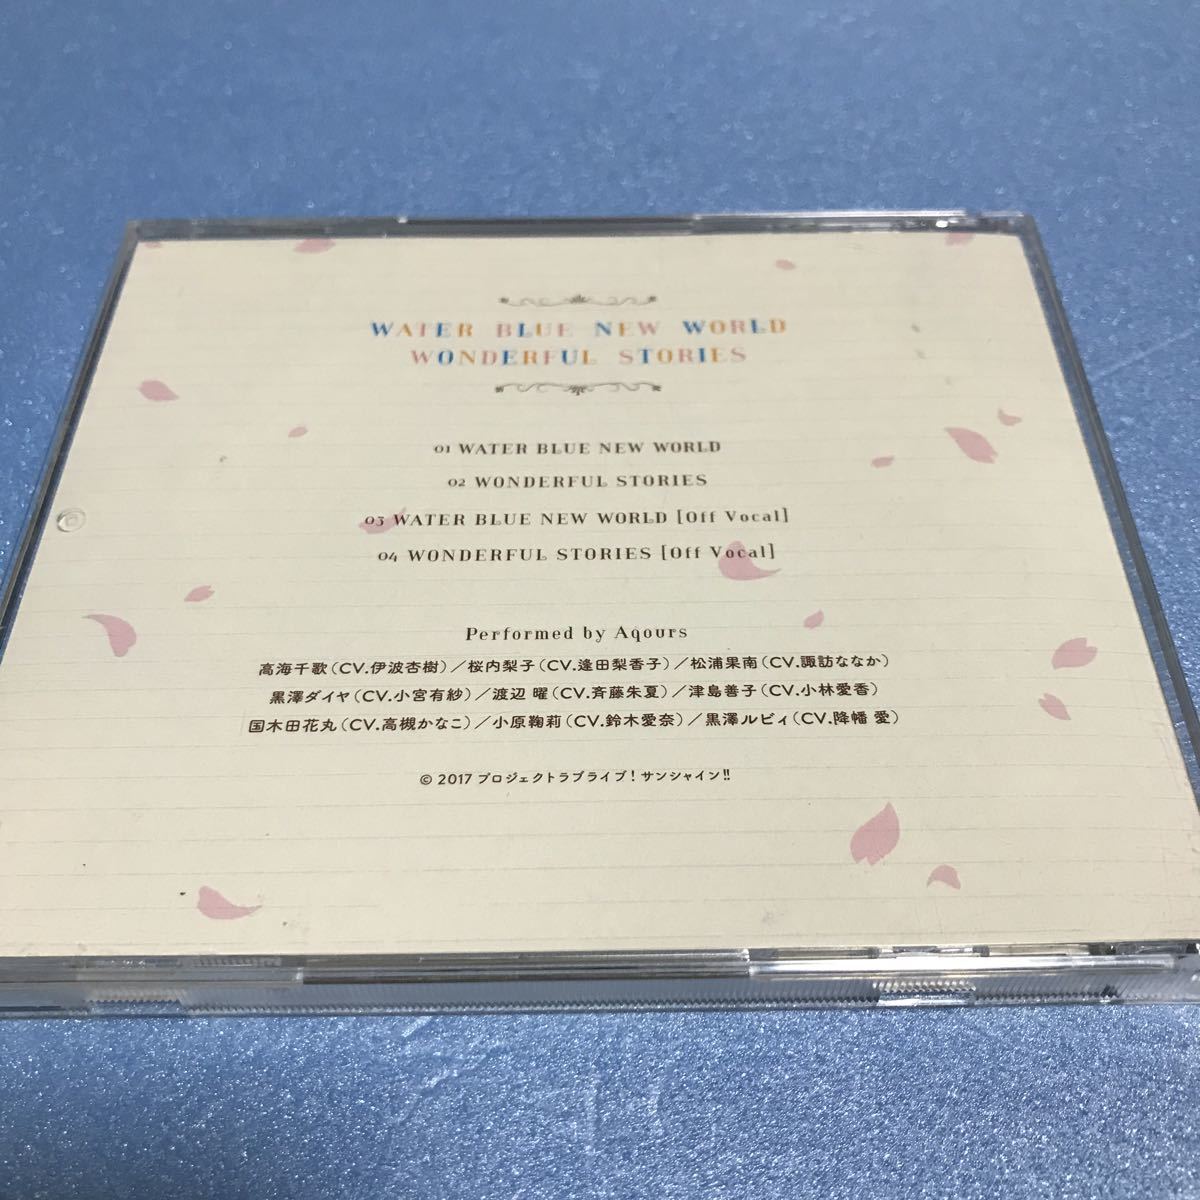 WATER BLUE NEW WORLD
WONDERFUL STORIES
01 WATER BLUE NEW WORLD
02 WONDERFUL STORIES
03 WATER BLUE NEW WORLD [Off Vocal]
04 WONDERFUL STORIES [Off Vocal]
Performed by Aqours
高海千歌(CV.伊波杏樹)／桜内梨子(CV.逢田梨香子)／松浦果南(CV.諏訪ななか)
黒澤ダイヤ(CV.小宮有紗)／渡辺 曜(CV.斉藤朱夏)／津島善子(CV.小林愛香)
国木田花丸(CV.高槻かなこ)／小原鞠莉(CV.鈴木愛奈)／黒澤ルビィ(CV.降幡 愛)
© 2017 プロジェクトラブライブ！サンシャイン!!